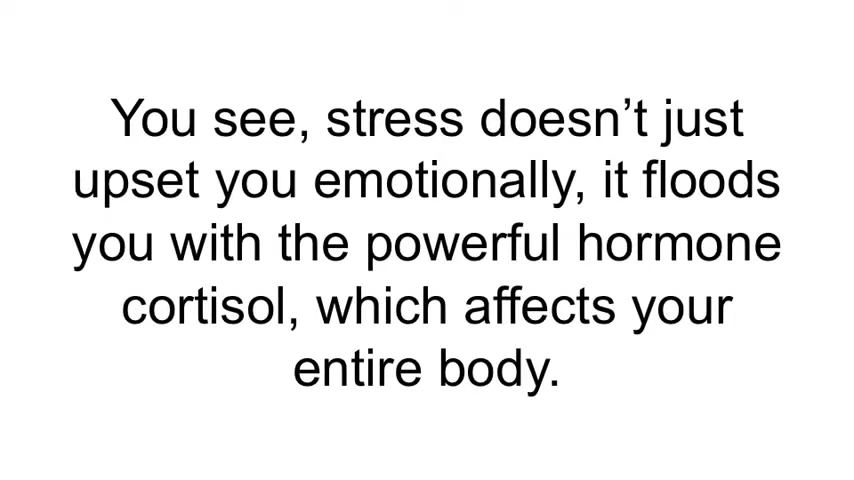 You see, stress doesn’t just
upset you emotionally, it floods
you with the powerful hormone
cortisol, which affects your
entire body.